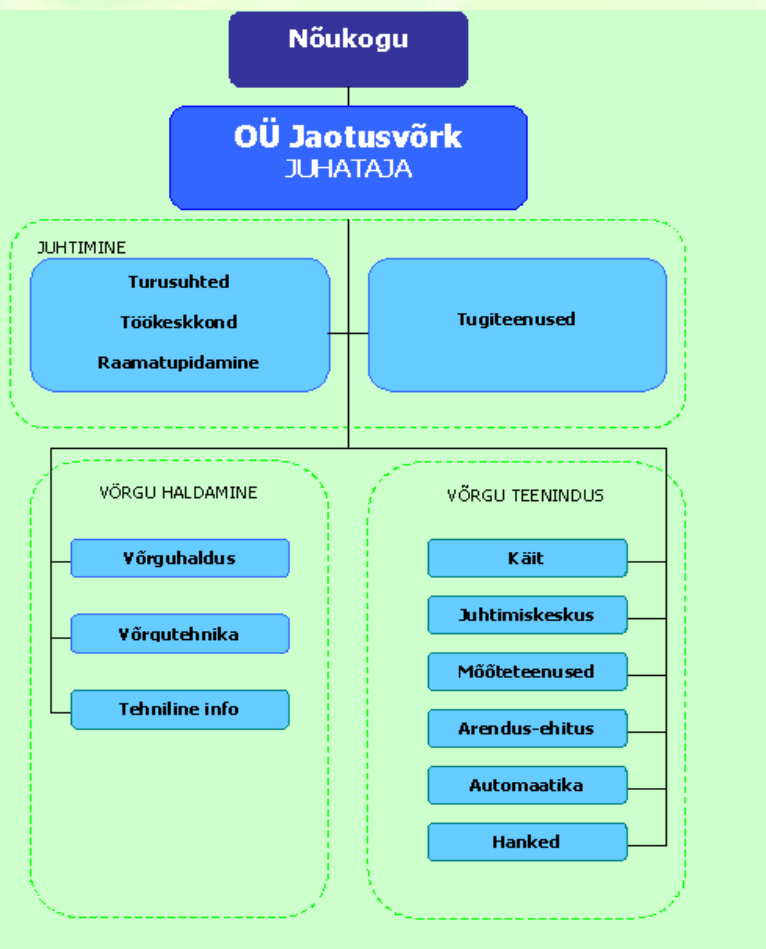 Nõukogu
OÜ Jaotusvõrk
JUHATAJA
JUHTIMINE
Turusuhted
Töökeskkond
Raamatupidamine
Tugiteenused
VÕRGU HALDAMINE
Võrguhaldus
Võrgutehnika
Tehniline info
VÕRGU TEENINDUS
Käit
Juhtimiskeskus
Mõõteteenused
Arendus-ehitus
Automaatika
Hanked